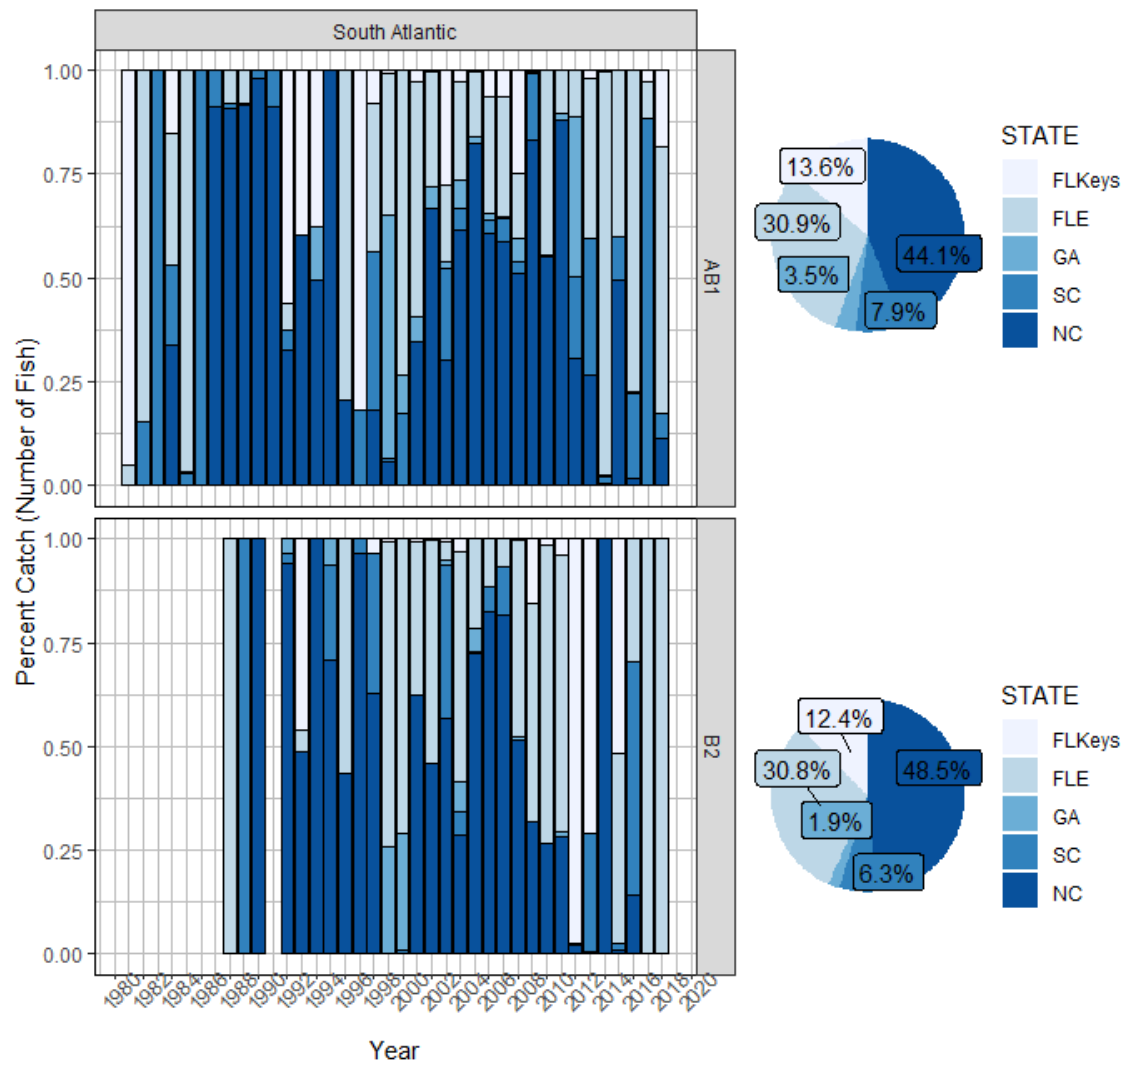 South Atlantic
Percent Catch (Number of Fish)
1.00
0.75
0.50
0.25
0.00
AB1
13.6%
30.9%
3.5%
7.9%
44.1%
STATE
FLKeys
FLE
GA
SC
NC
1.00
0.75
0.50
0.25
0.00
B2
12.4%
30.8%
1.9%
6.3%
48.5%
STATE
FLKeys
FLE
GA
SC
NC
1980 1982 1984 1986 1988 1990 1992 1994 1996 1998 2000 2002 2004 2006 2008 2010 2012 2014 2016 2018 2020
Year